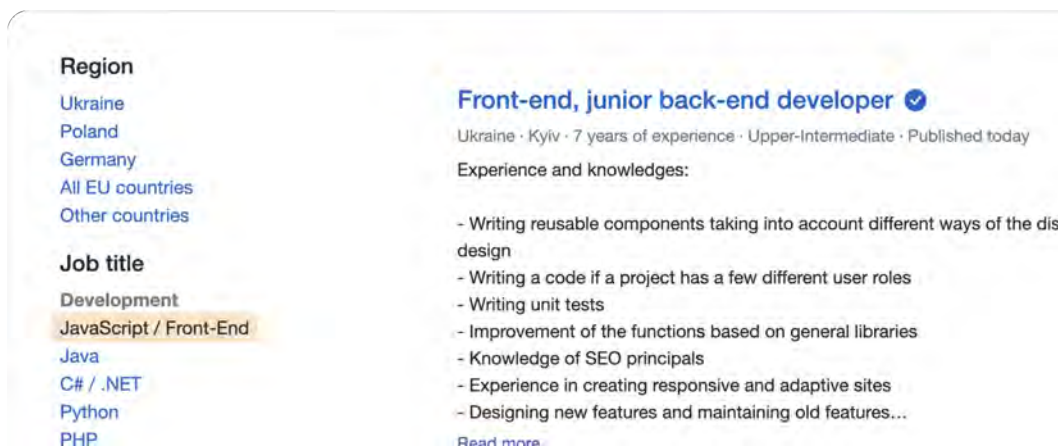 Region
Ukraine
Poland
Germany
All EU countries
Other countries
Job title
Development
JavaScript / Front-End
Java
C# / .NET
Python
PHP
Front-end, junior back-end developer
Ukraine · Kyiv · 7 years of experience · Upper-Intermediate · Published today
Experience and knowledges:
- Writing reusable components taking into account different ways of the
design
- Writing a code if a project has a few different user roles
- Writing unit tests
- Improvement of the functions based on general libraries
- Knowledge of SEO principals
- Experience in creating responsive and adaptive sites
- Designing new features and maintaining old features...
Read more